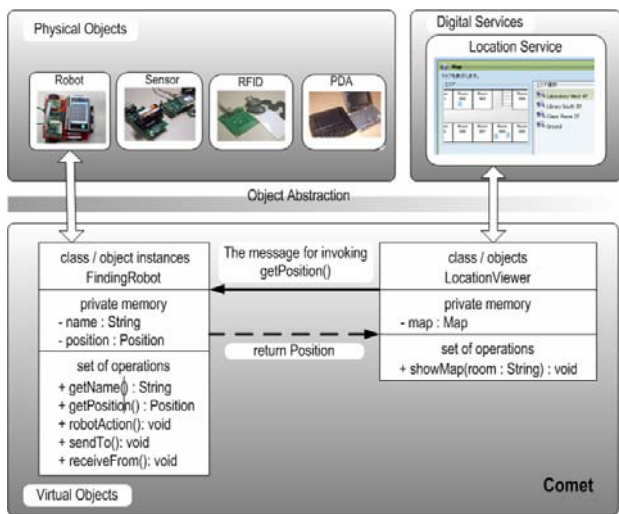 Physical Objects
Robot
Sensor
RFID
PDA
Digital Services
Location Service
Map
Object Abstraction
class / object instances
FindingRobot
private memory
- name : String
- position : Position
set of operations
+ getName() : String
+ getPosition() : Position
+ robotAction(): void
+ sendTo(): void
+ receiveFrom(): void
The message for invoking
getPosition()
return Position
class / objects
LocationViewer
private memory
- map : Map
set of operations
+ showMap(room : String) : void
Virtual Objects
Comet